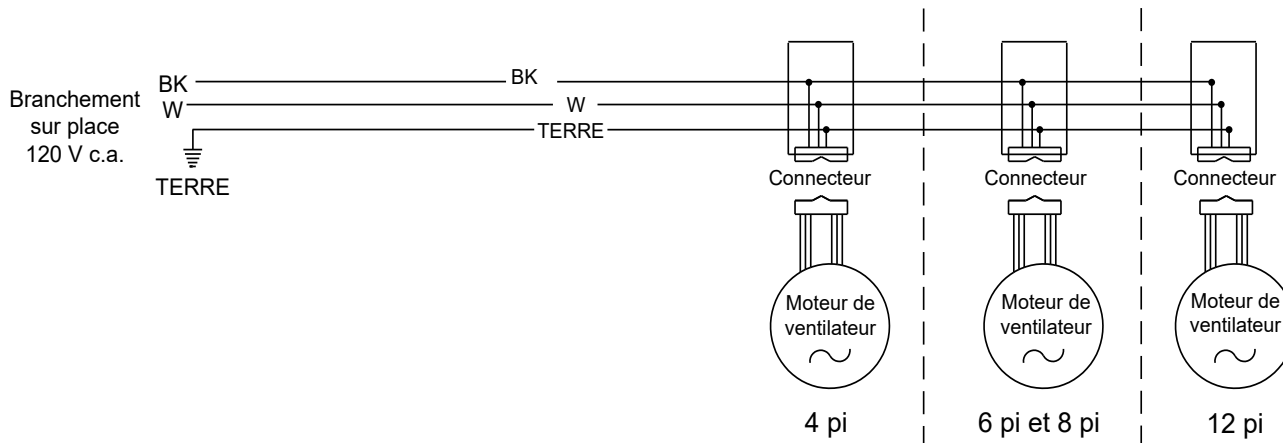 Branchement
sur place
120 V c.a.
BK
W
TERRE
BK
W
TERRE
Connecteur
Moteur de
ventilateur
4 pi
Connecteur
Moteur de
ventilateur
6 pi et 8 pi
Connecteur
Moteur de
ventilateur
12 pi